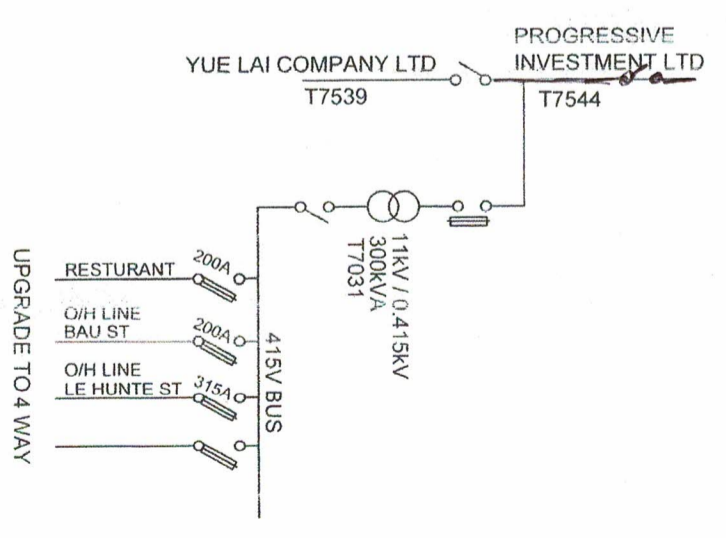 PROGRESSIVE
INVESTMENT LTD
YUE LAI COMPANY LTD
T7539
T7544
11kV / 0.415kV
300kVA
T7031
415V BUS
RESTURANT
200A
O/H LINE
BAU ST
200A
O/H LINE
LE HUNTE ST
315A
UPGRADE TO 4 WAY